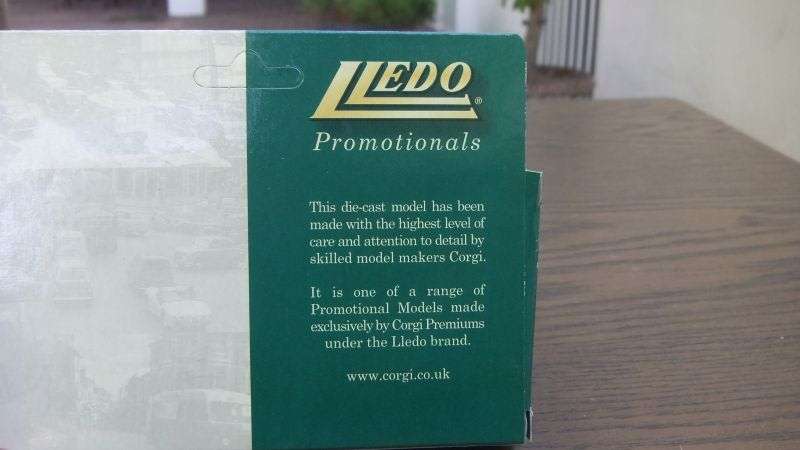 LLEDO®
Promotionals
This die-cast model has been
made with the highest level of
care and attention to detail by
skilled model makers Corgi.
It is one of a range of
Promotional Models made
exclusively by Corgi Premiums
under the Lledo brand.
www.corgi.co.uk